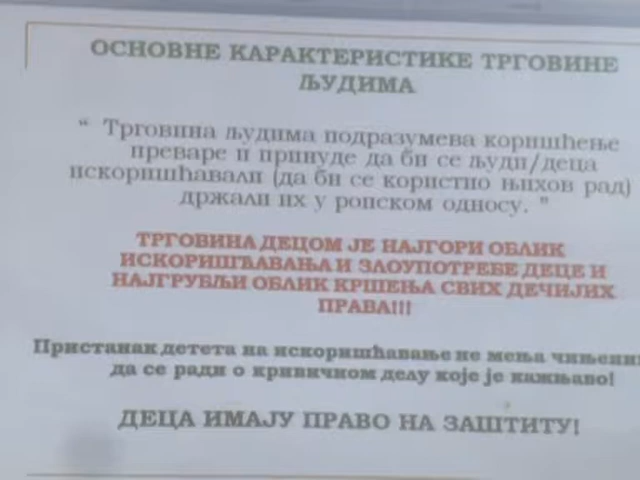 ОСНОВНЕ КАРАКТЕРИСТИКЕ ТРГОВИНЕ
ЉУДИМА
“ Трговина људима подразумева коришћење
преваре и принуде да би се људи/деца
искоришћавали (да би се користио њихов рад)
држали их у ропском односу. ”
ТРГОВИНА ДЕЦОМ ЈЕ НАЈГОРИ ОБЛИК
ИСКОРИШЋАВАЊА И ЗЛОУПОТРЕБЕ ДЕЦЕ И
НАЈГРУБЉИ ОБЛИК КРШЕЊА СВИХ ДЕЧИЈИХ
ПРАВА!!!
Пристанак детета на искоришћавање не мења чињени
да се ради о кривичном делу које је кажњаво!
ДЕЦА ИМАЈУ ПРАВО НА ЗАШТИТУ!